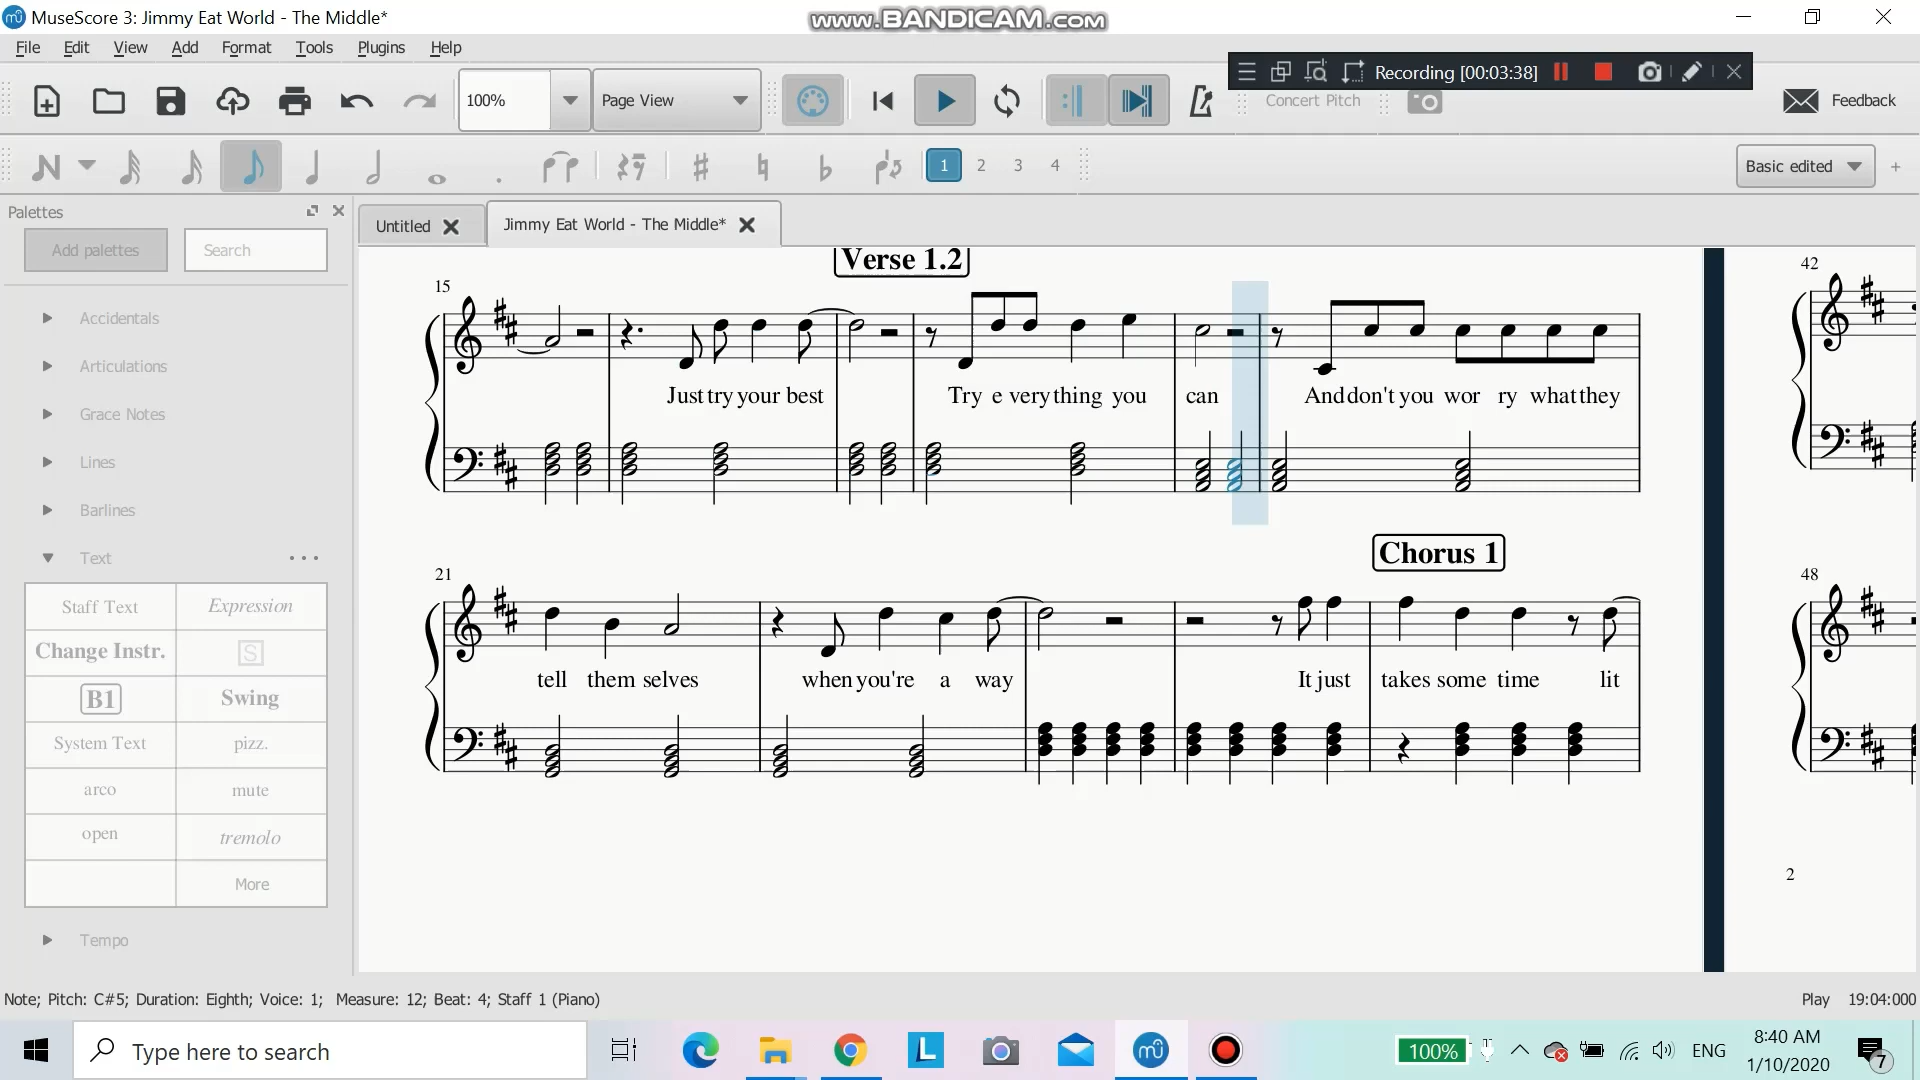 MuseScore 3: Jimmy Eat World - The Middle*
www.BANDICAM.com
File Edit View Add Format Tools Plugins Help
Recording [00:03:38]
100% Page View Concert Pitch Feedback
1 2 3 4 Basic edited
Palettes
Untitled Jimmy Eat World - The Middle*
Add palettes Search
Accidentals
Articulations
Grace Notes
Lines
Barlines
Text
Staff Text Expression
Change Instr. S
B1 Swing
System Text pizz.
arco mute
open tremolo
More
Tempo
Verse 1.2
15
42
Just try your best Try e very thing you can And don't you wor ry what they
Chorus 1
21
48
tell them selves when you're a way It just takes some time lit
2
Note; Pitch: C#5; Duration: Eighth; Voice: 1; Measure: 12; Beat: 4; Staff 1 (Piano)
Play 19:04:000
Type here to search
L
100%
ENG
8:40 AM
1/10/2020
7